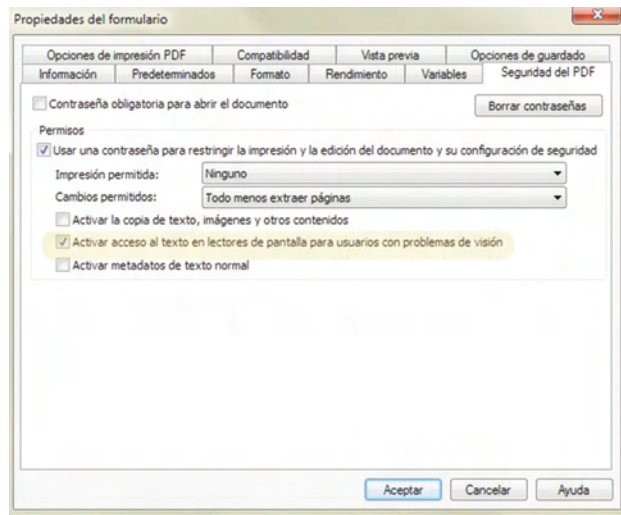 Propiedades del formulario
Opciones de impresión PDF Compatibilidad Vista previa Opciones de guardado
Información Predeterminados Formato Rendimiento Variables Seguridad del PDF
Contraseña obligatoria para abrir el documento Borrar contraseñas
Permisos
Usar una contraseña para restringir la impresión y la edición del documento y su configuración de seguridad
Impresión permitida: Ninguno
Cambios permitidos: Todo menos extraer páginas
Activar la copia de texto, imágenes y otros contenidos
Activar acceso al texto en lectores de pantalla para usuarios con problemas de visión
Activar metadatos de texto normal
Aceptar Cancelar Ayuda